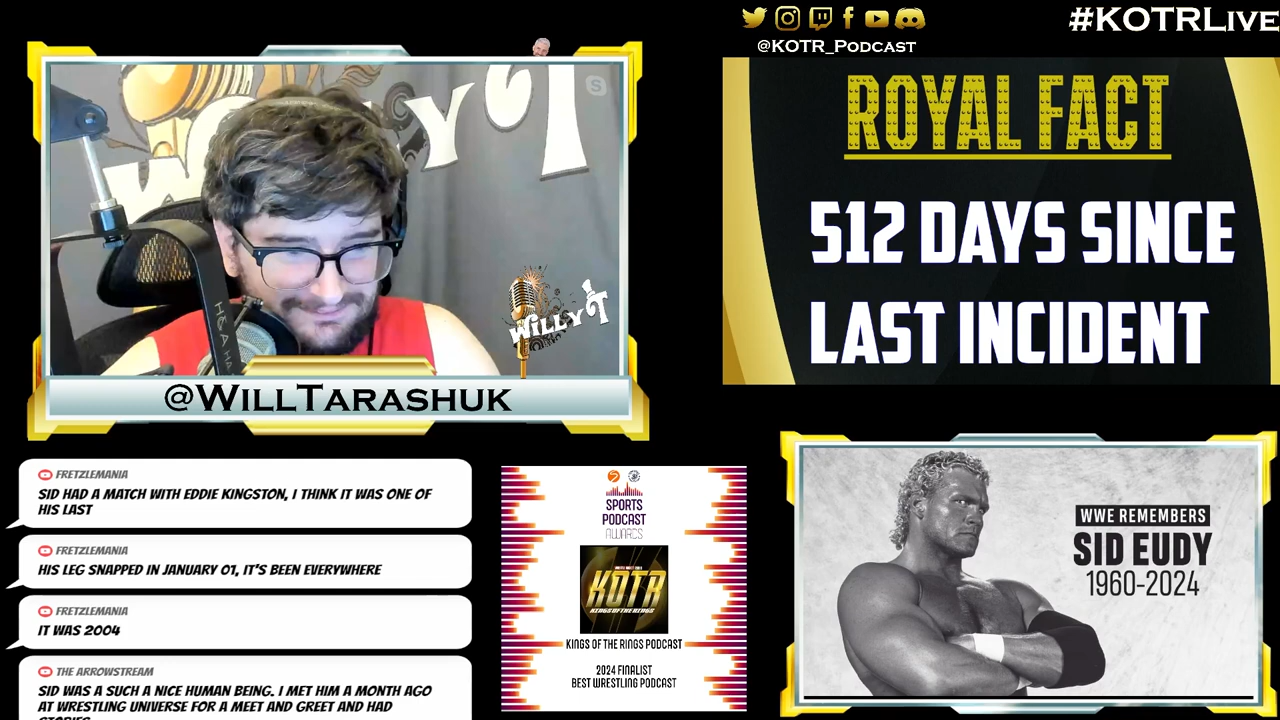 @KOTR_Podcast
#KOTRLive
ROYAL FACT
512 DAYS SINCE
LAST INCIDENT
WILLY T
@WillTarashuk
FRETZLEMANIA
SID HAD A MATCH WITH EDDIE KINGSTON, I THINK IT WAS ONE OF
HIS LAST
FRETZLEMANIA
HIS LEG SNAPPED IN JANUARY 01, IT'S BEEN EVERYWHERE
FRETZLEMANIA
IT WAS 2004
THE ARROWSTREAM
SID WAS A SUCH A NICE HUMAN BEING. I MET HIM A MONTH AGO
AT WRESTLING UNIVERSE FOR A MEET AND GREET AND HAD
SPORTS
PODCAST
AWARDS
KOTR
KINGS OF THE RINGS
KINGS OF THE RINGS PODCAST
2024 FINALIST
BEST WRESTLING PODCAST
WWE REMEMBERS
SID EUDY
1960-2024